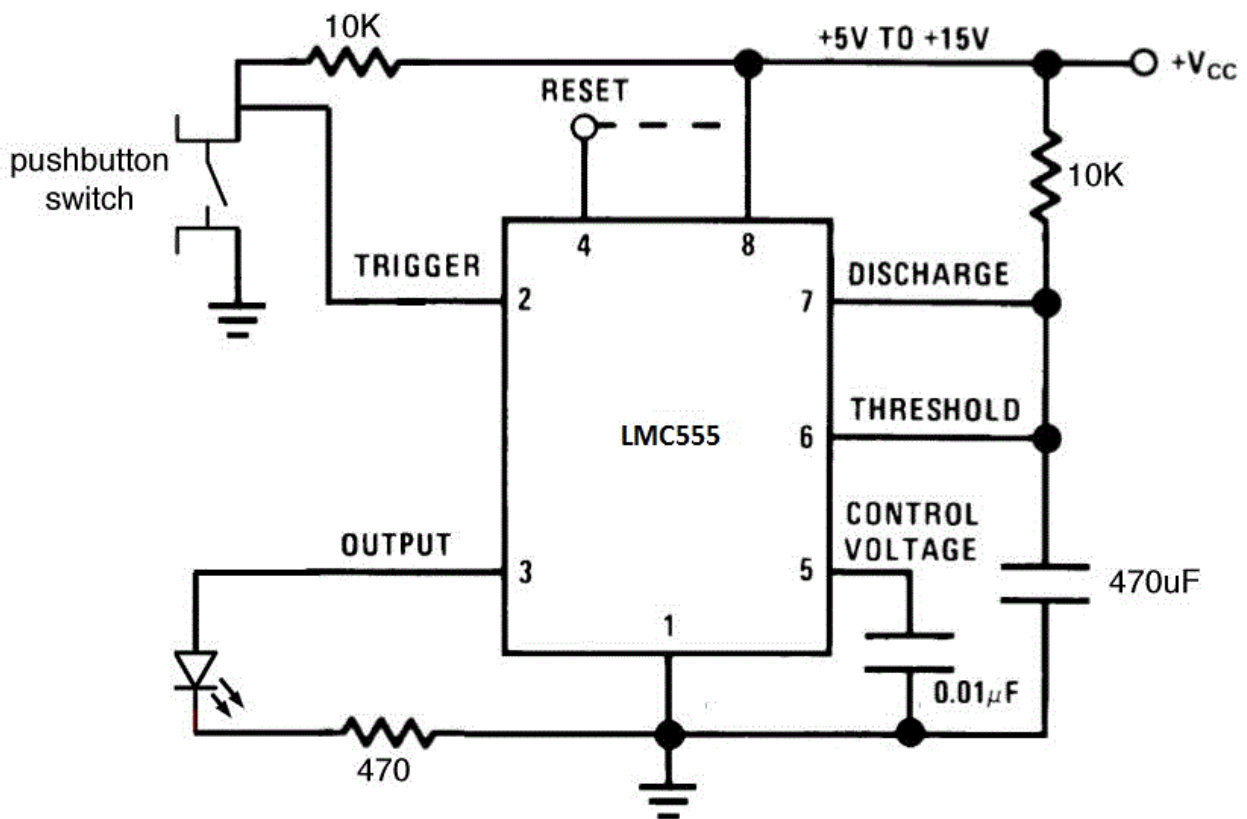 10K
+5V TO +15V
+VCC
RESET
pushbutton
switch
10K
4
8
TRIGGER
DISCHARGE
2
7
THRESHOLD
LMC555
6
CONTROL
VOLTAGE
OUTPUT
3
5
470uF
1
0.01µF
470